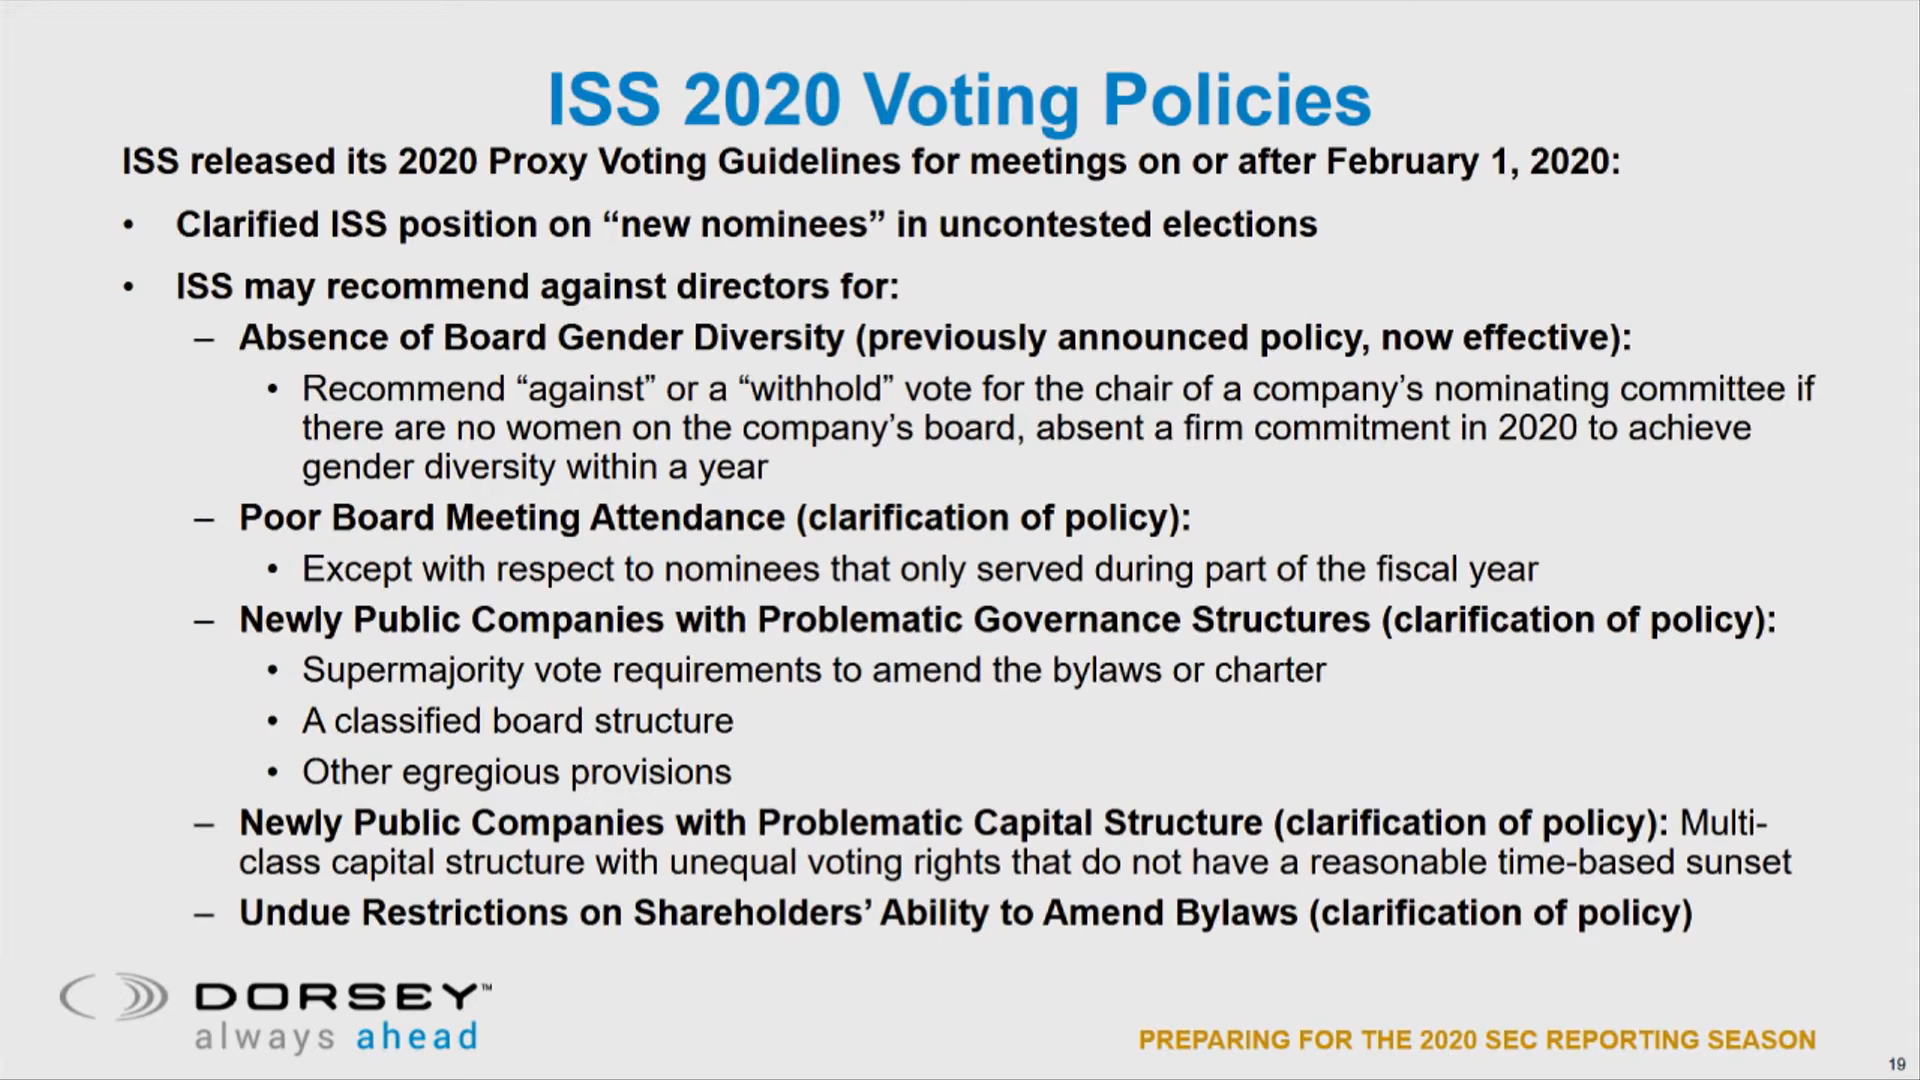 ISS 2020 Voting Policies
ISS released its 2020 Proxy Voting Guidelines for meetings on or after February 1, 2020:
• Clarified ISS position on “new nominees” in uncontested elections
• ISS may recommend against directors for:
– Absence of Board Gender Diversity (previously announced policy, now effective):
• Recommend “against” or a “withhold” vote for the chair of a company’s nominating committee if
there are no women on the company’s board, absent a firm commitment in 2020 to achieve
gender diversity within a year
– Poor Board Meeting Attendance (clarification of policy):
• Except with respect to nominees that only served during part of the fiscal year
– Newly Public Companies with Problematic Governance Structures (clarification of policy):
• Supermajority vote requirements to amend the bylaws or charter
• A classified board structure
• Other egregious provisions
– Newly Public Companies with Problematic Capital Structure (clarification of policy): Multi-
class capital structure with unequal voting rights that do not have a reasonable time-based sunset
– Undue Restrictions on Shareholders’ Ability to Amend Bylaws (clarification of policy)
DORSEY™
always ahead
PREPARING FOR THE 2020 SEC REPORTING SEASON
19